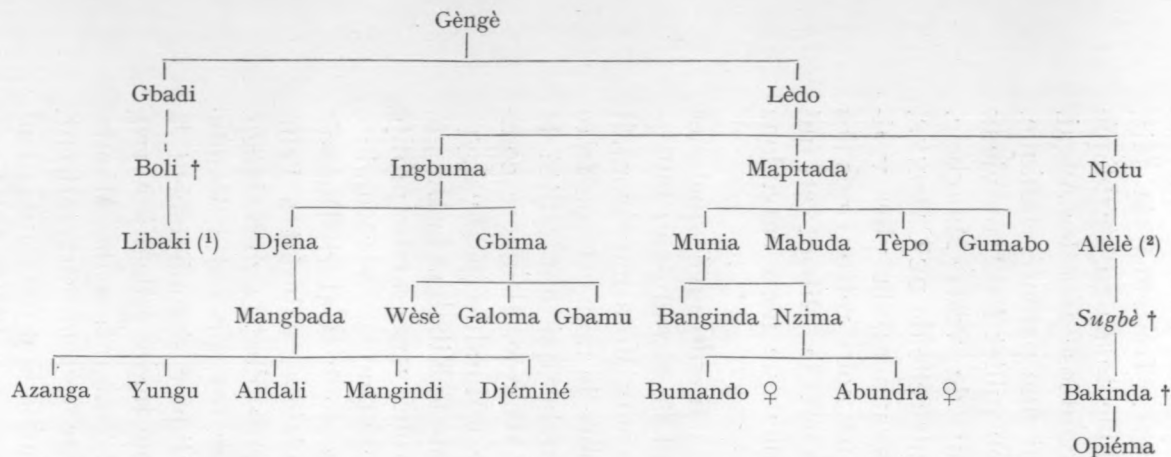 Gèngè
Gbadi Lèdo
Boli † Ingbuma Mapitada Notu
Libaki (¹) Djena Gbima Munia Mabuda Tèpo Gumabo Alèlè (²)
Mangbada Wèsè Galoma Gbamu Banginda Nzima Sugbè †
Azanga Yungu Andali Mangindi Djéminé Bumando ♀ Abundra ♀ Bakinda †
Opiéma